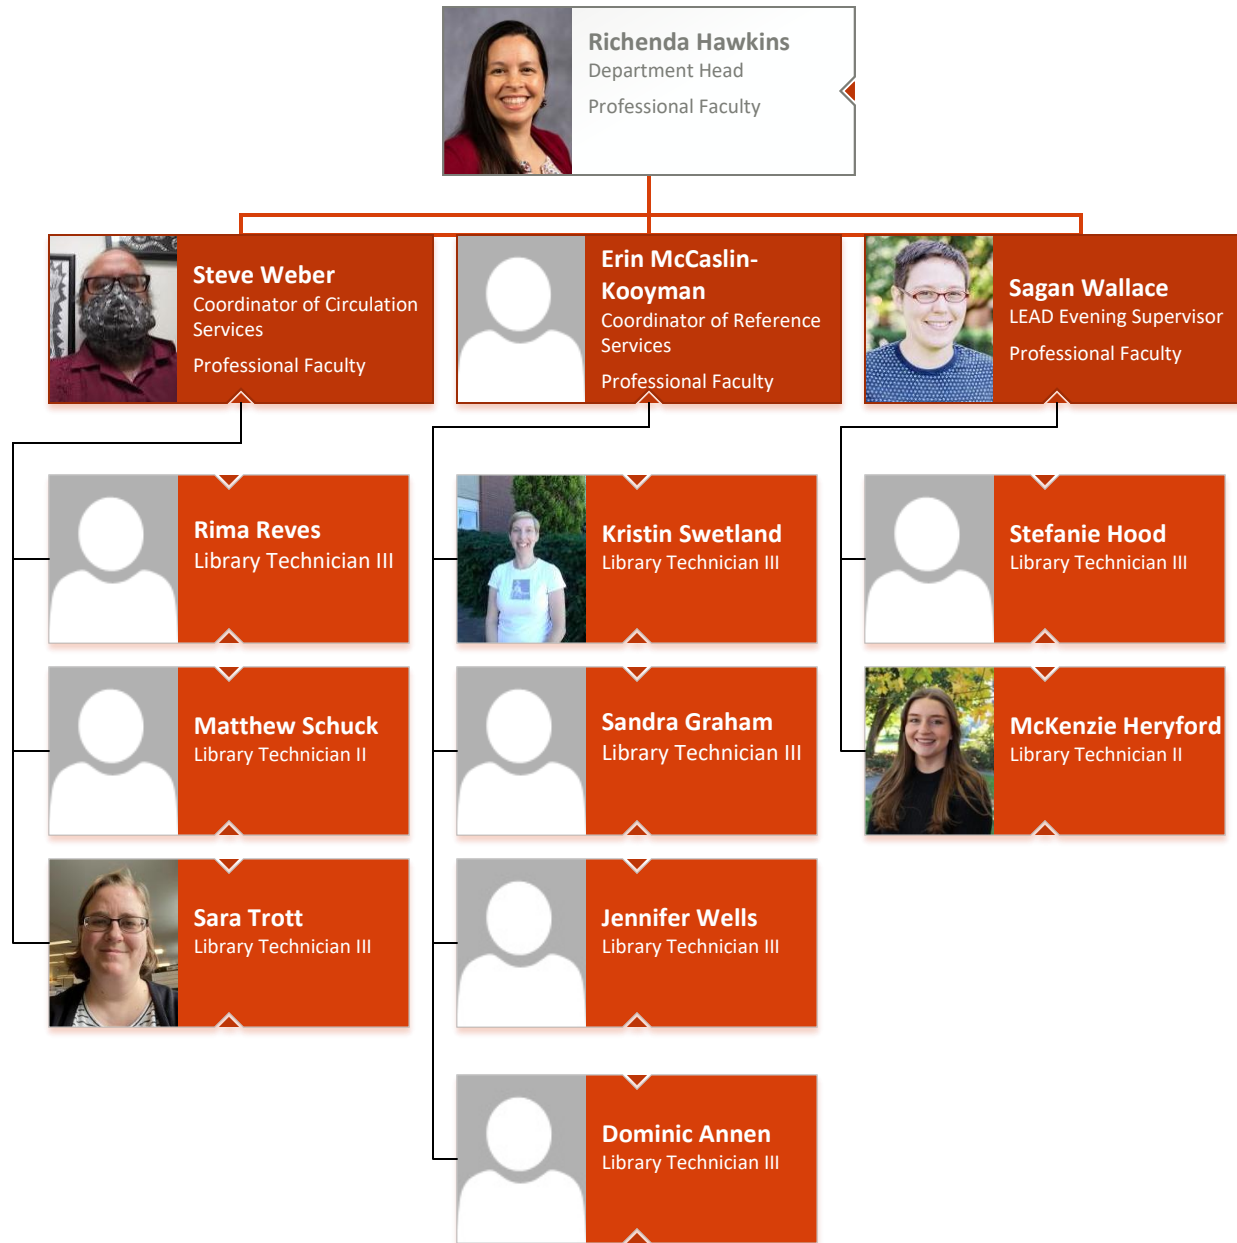 Richenda Hawkins
Department Head
Professional Faculty
Steve Weber
Coordinator of Circulation
Services
Professional Faculty
Erin McCaslin-
Kooyman
Coordinator of Reference
Services
Professional Faculty
Sagan Wallace
LEAD Evening Supervisor
Professional Faculty
Rima Reves
Library Technician III
Matthew Schuck
Library Technician II
Sara Trott
Library Technician III
Kristin Swetland
Library Technician III
Sandra Graham
Library Technician III
Jennifer Wells
Library Technician III
Dominic Annen
Library Technician III
Stefanie Hood
Library Technician III
McKenzie Heryford
Library Technician II